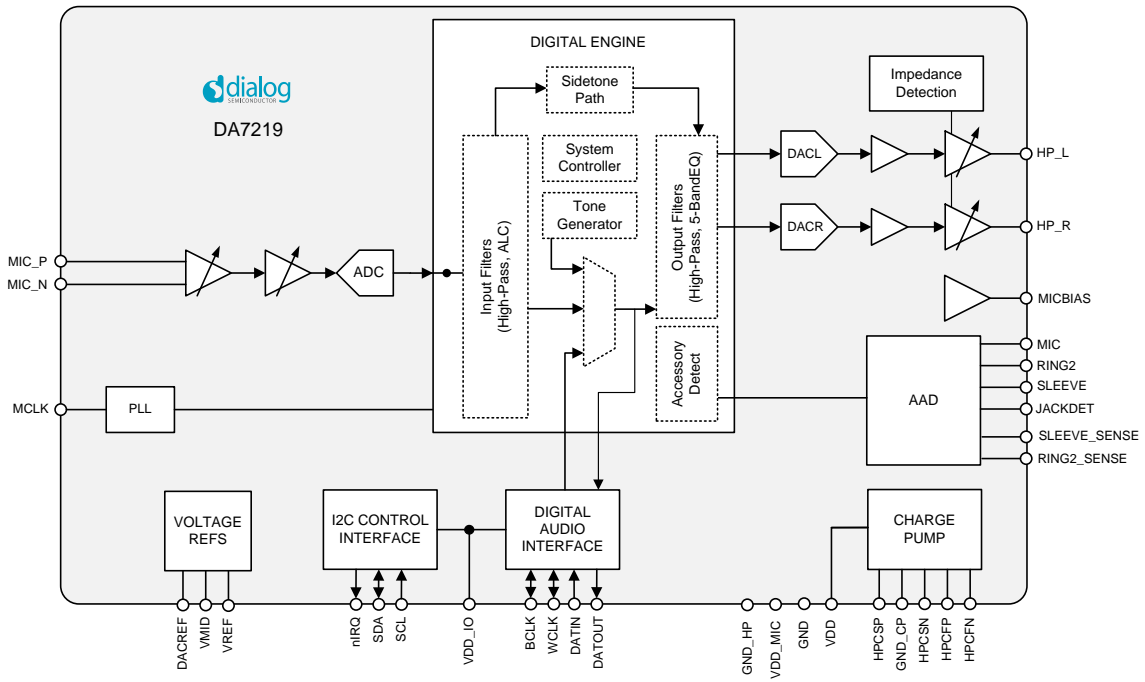 DIGITAL ENGINE
dialog
SEMICONDUCTOR
DA7219
Sidetone
Path
Impedance
Detection
System
Controller
Tone
Generator
Input Filters
(High-Pass, ALC)
Output Filters
(High-Pass, 5-BandEQ)
Accessory
Detect
DACL
DACR
HP_L
HP_R
MIC_P
MIC_N
ADC
MICBIAS
MIC
RING2
SLEEVE
JACKDET
SLEEVE_SENSE
RING2_SENSE
AAD
MCLK
PLL
VOLTAGE
REFS
I2C CONTROL
INTERFACE
DIGITAL
AUDIO
INTERFACE
CHARGE
PUMP
DACREF
VMID
VREF
nIRQ
SDA
SCL
VDD_IO
BCLK
WCLK
DATIN
DATOUT
GND_HP
VDD_MIC
GND
VDD
HPCSP
GND_CP
HPCSN
HPCFP
HPCFN